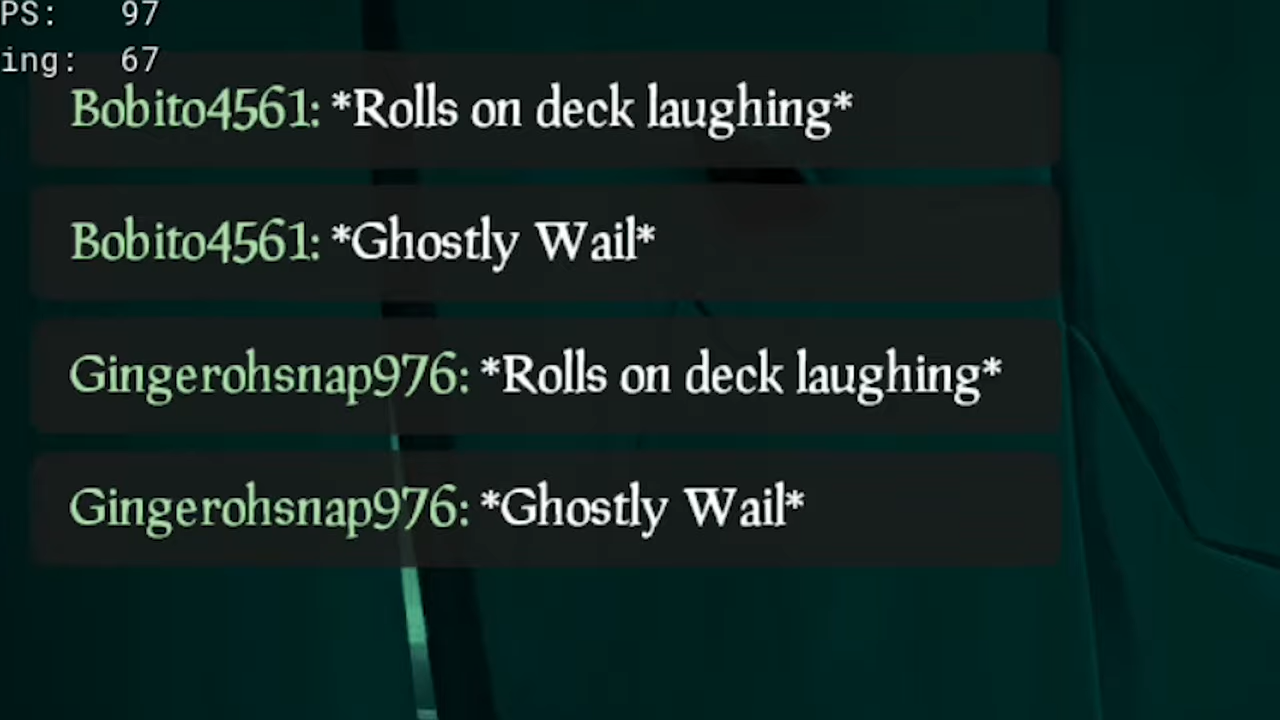 PS: 97
ing: 67
Bobito4561: *Rolls on deck laughing*
Bobito4561: *Ghostly Wail*
Gingerohsnap976: *Rolls on deck laughing*
Gingerohsnap976: *Ghostly Wail*